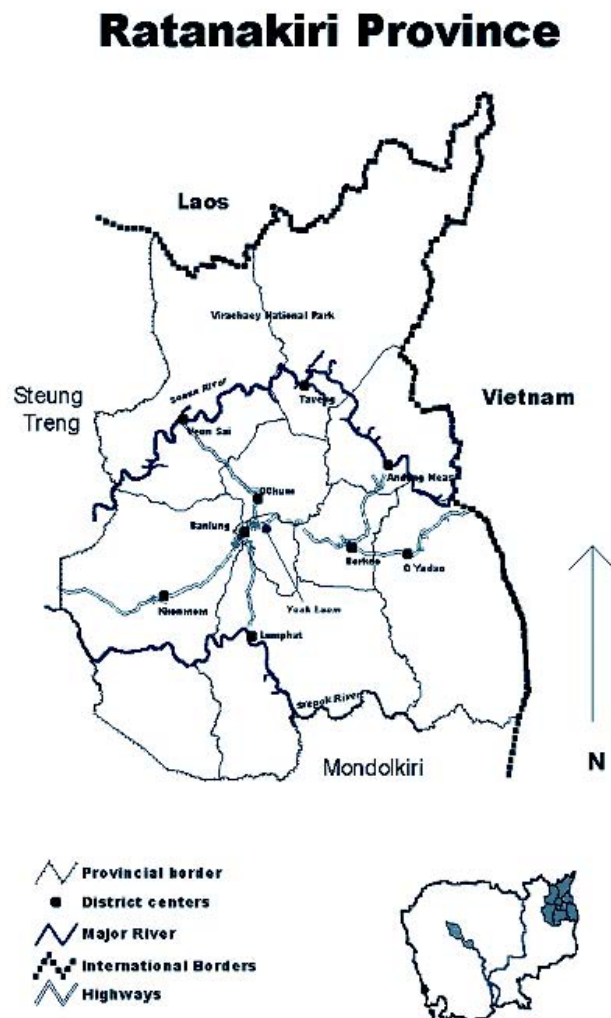 Ratanakiri Province
Laos
Virachaey National Park
Steung
Treng
Sesan River
Taveng
Vietnam
Veun Sai
Andong Meas
OChum
Banlung
Borkeo
O Yadao
Khonmom
Yeak Laom
Lumphat
Srepok River
Mondolkiri
N
Provincial border
District centers
Major River
International Borders
Highways